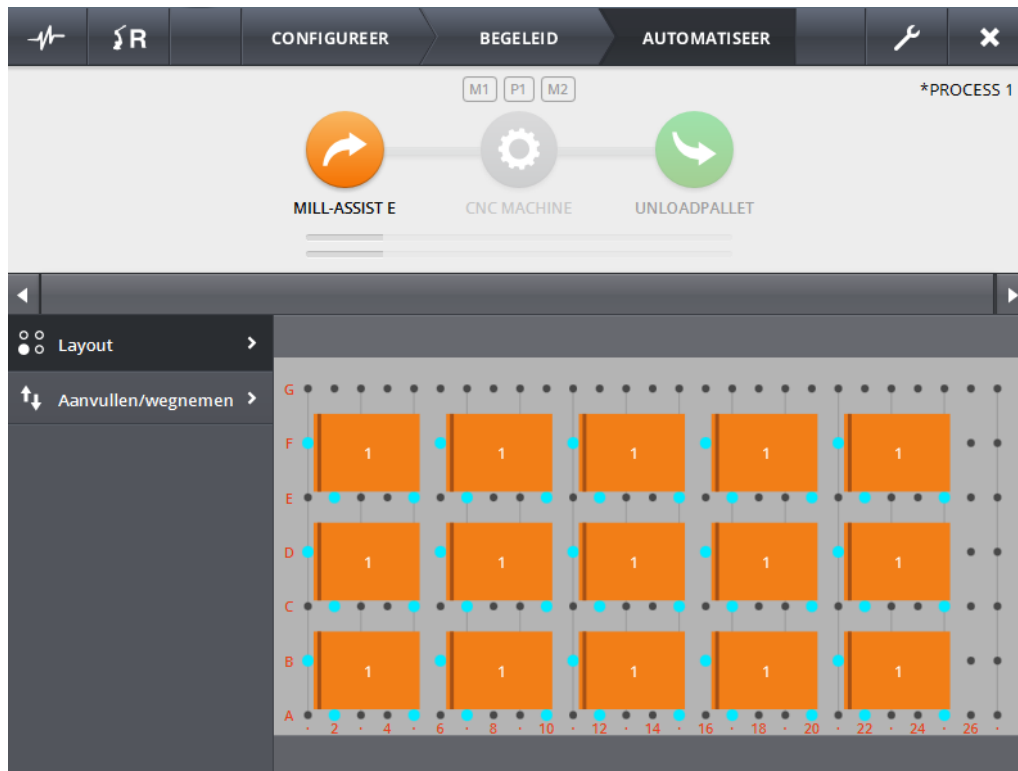 R CONFIGUREER BEGELEID AUTOMATISEER
M1 P1 M2
*PROCESS 1
MILL-ASSIST E CNC MACHINE UNLOADPALLET
Layout
Aanvullen/wegnemen
G
F 1 1 1 1 1
E
D 1 1 1 1 1
C
B 1 1 1 1 1
A
2 4 6 8 10 12 14 16 18 20 22 24 26